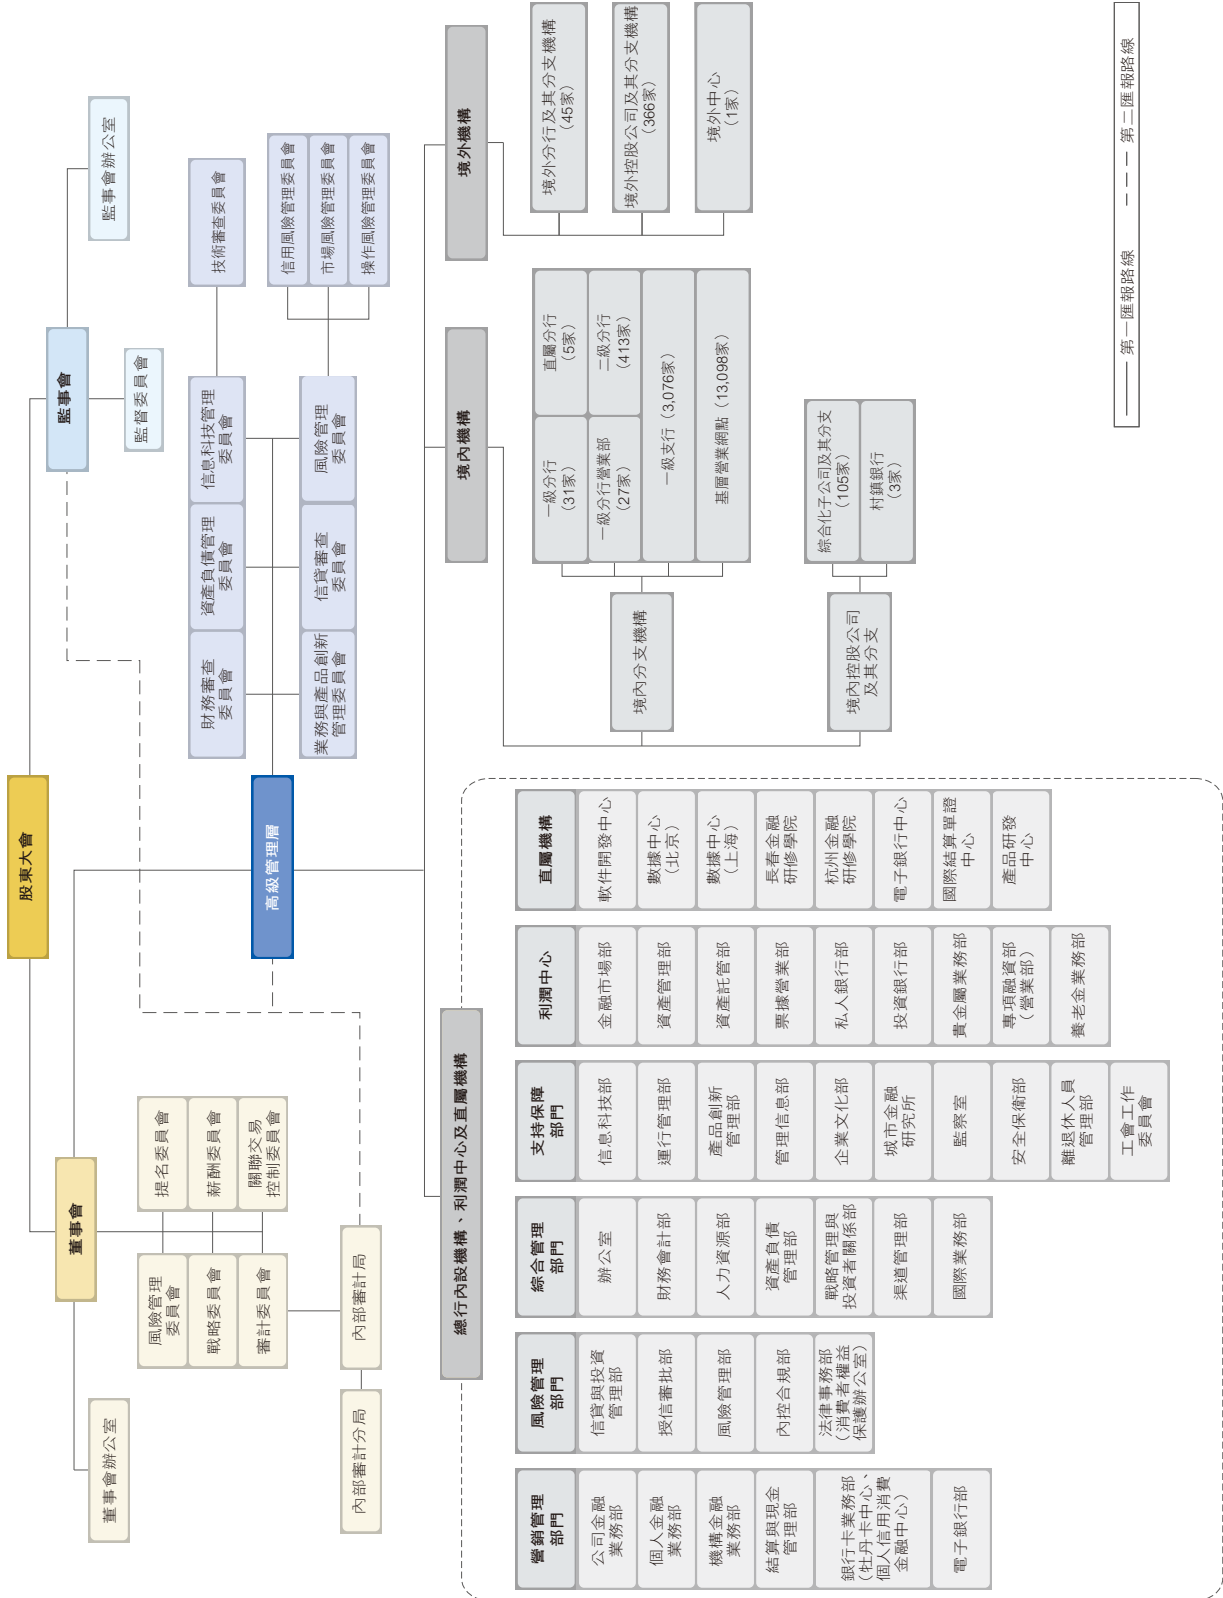 股東大會
董事會
監事會
董事會辦公室
監事會辦公室
監督委員會
風險管理
委員會
提名委員會
戰略委員會
薪酬委員會
審計委員會
關聯交易
控制委員會
內部審計局
內部審計分局
高級管理層
財務審查
委員會
資產負債管理
委員會
信息科技管理
委員會
技術審查委員會
業務與產品創新
管理委員會
信貸審查
委員會
風險管理
委員會
信用風險管理委員會
市場風險管理委員會
操作風險管理委員會
總行內設機構、利潤中心及直屬機構
境內機構
境外機構
營銷管理
部門
公司金融
業務部
個人金融
業務部
機構金融
業務部
結算與現金
管理部
銀行卡業務部
(牡丹卡中心、
個人信用消費
金融中心)
電子銀行部
風險管理
部門
信貸與投資
管理部
授信審批部
風險管理部
內控合規部
法律事務部
(消費者權益
保護辦公室)
綜合管理
部門
辦公室
財務會計部
人力資源部
資產負債
管理部
戰略管理與
投資者關係部
渠道管理部
國際業務部
支持保障
部門
信息科技部
運行管理部
產品創新
管理部
管理信息部
企業文化部
城市金融
研究所
監察室
安全保衛部
離退休人員
管理部
工會工作
委員會
利潤中心
金融市場部
資產管理部
資產託管部
票據營業部
私人銀行部
投資銀行部
貴金屬業務部
專項融資部
(營業部)
養老金業務部
直屬機構
軟件開發中心
數據中心
(北京)
數據中心
(上海)
長春金融
研修學院
杭州金融
研修學院
電子銀行中心
國際結算單證
中心
產品研發
中心
境內分支機構
一級分行
(31家)
直屬分行
(5家)
一級分行營業部
(27家)
二級分行
(413家)
一級支行(3,076家)
基層營業網點(13,098家)
境內控股公司
及其分支
綜合化子公司及其分支
(105家)
村鎮銀行
(3家)
境外分行及其分支機構
(45家)
境外控股公司及其分支機構
(366家)
境外中心
(1家)
第一匯報路線
第二匯報路線